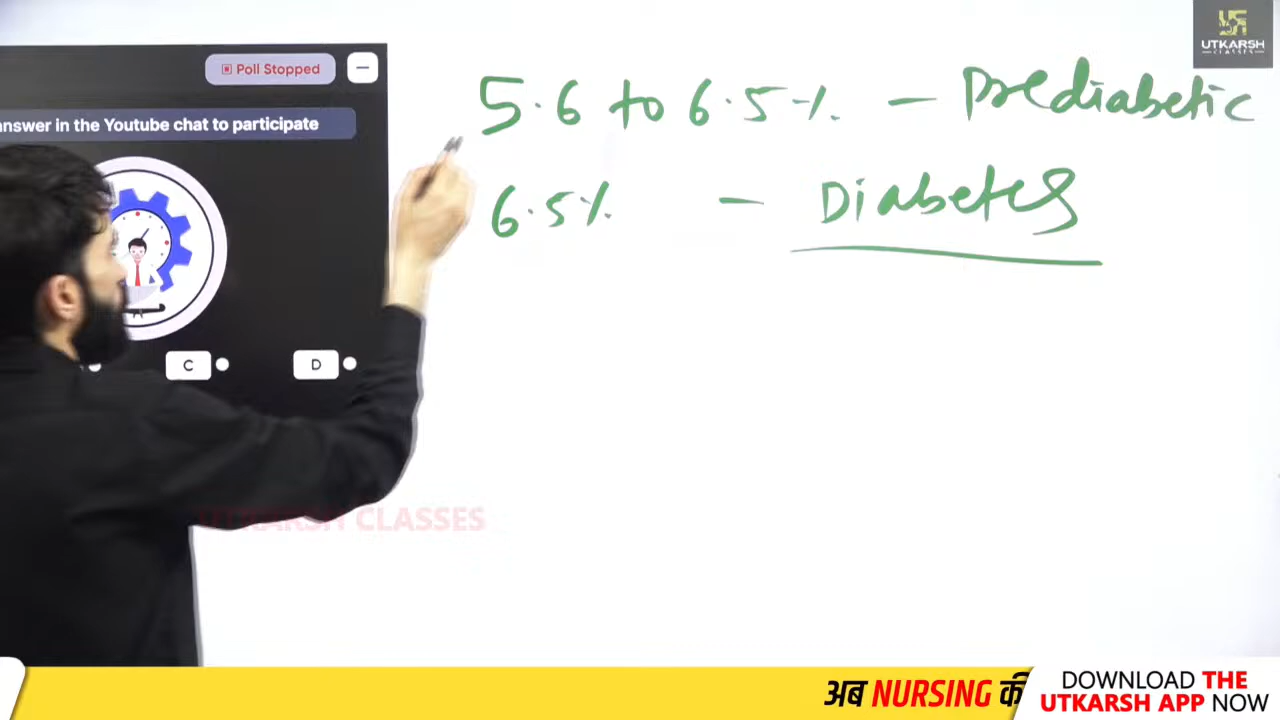 UTKARSH
CLASSES
Poll Stopped
answer in the Youtube chat to participate
C
D
5.6 to 6.5% - Prediabetic
6.5% - Diabetes
UTKARSH CLASSES
अब NURSING की
DOWNLOAD THE
UTKARSH APP NOW